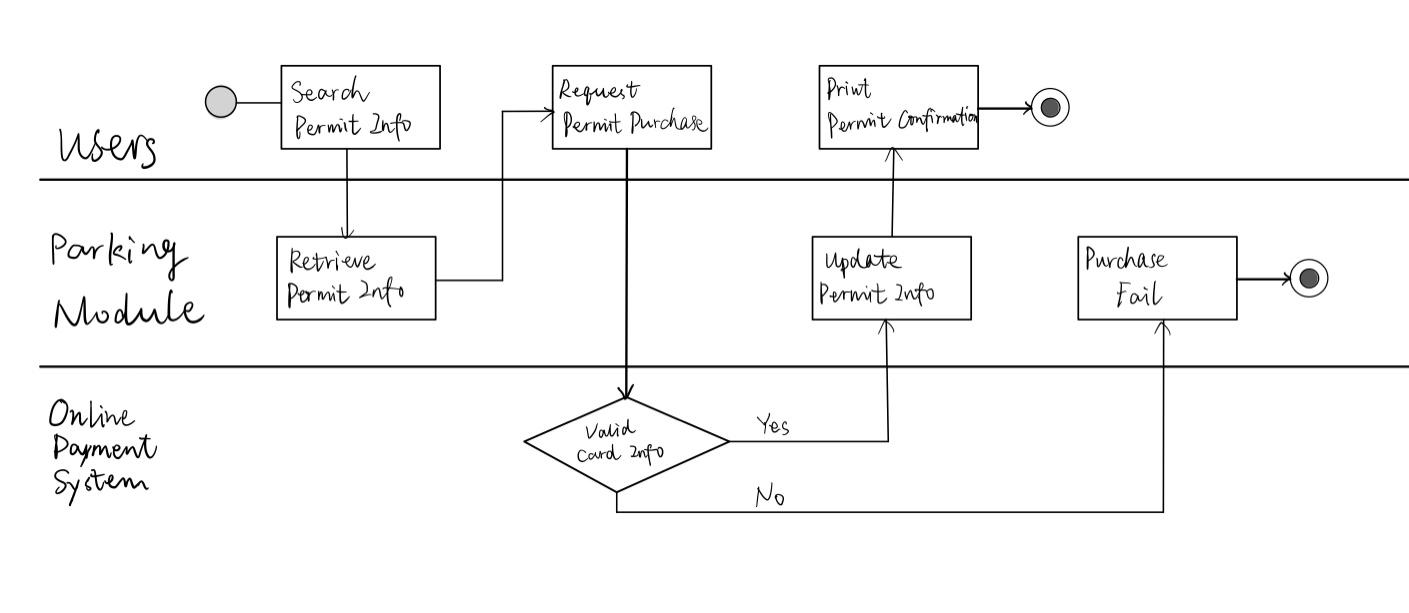 Users
Search
Permit Info
Request
Permit Purchase
Print
Permit Confirmation
Parking
Module
Retrieve
Permit Info
Update
Permit Info
Purchase
Fail
Online
Payment
System
Valid
Card Info
Yes
No